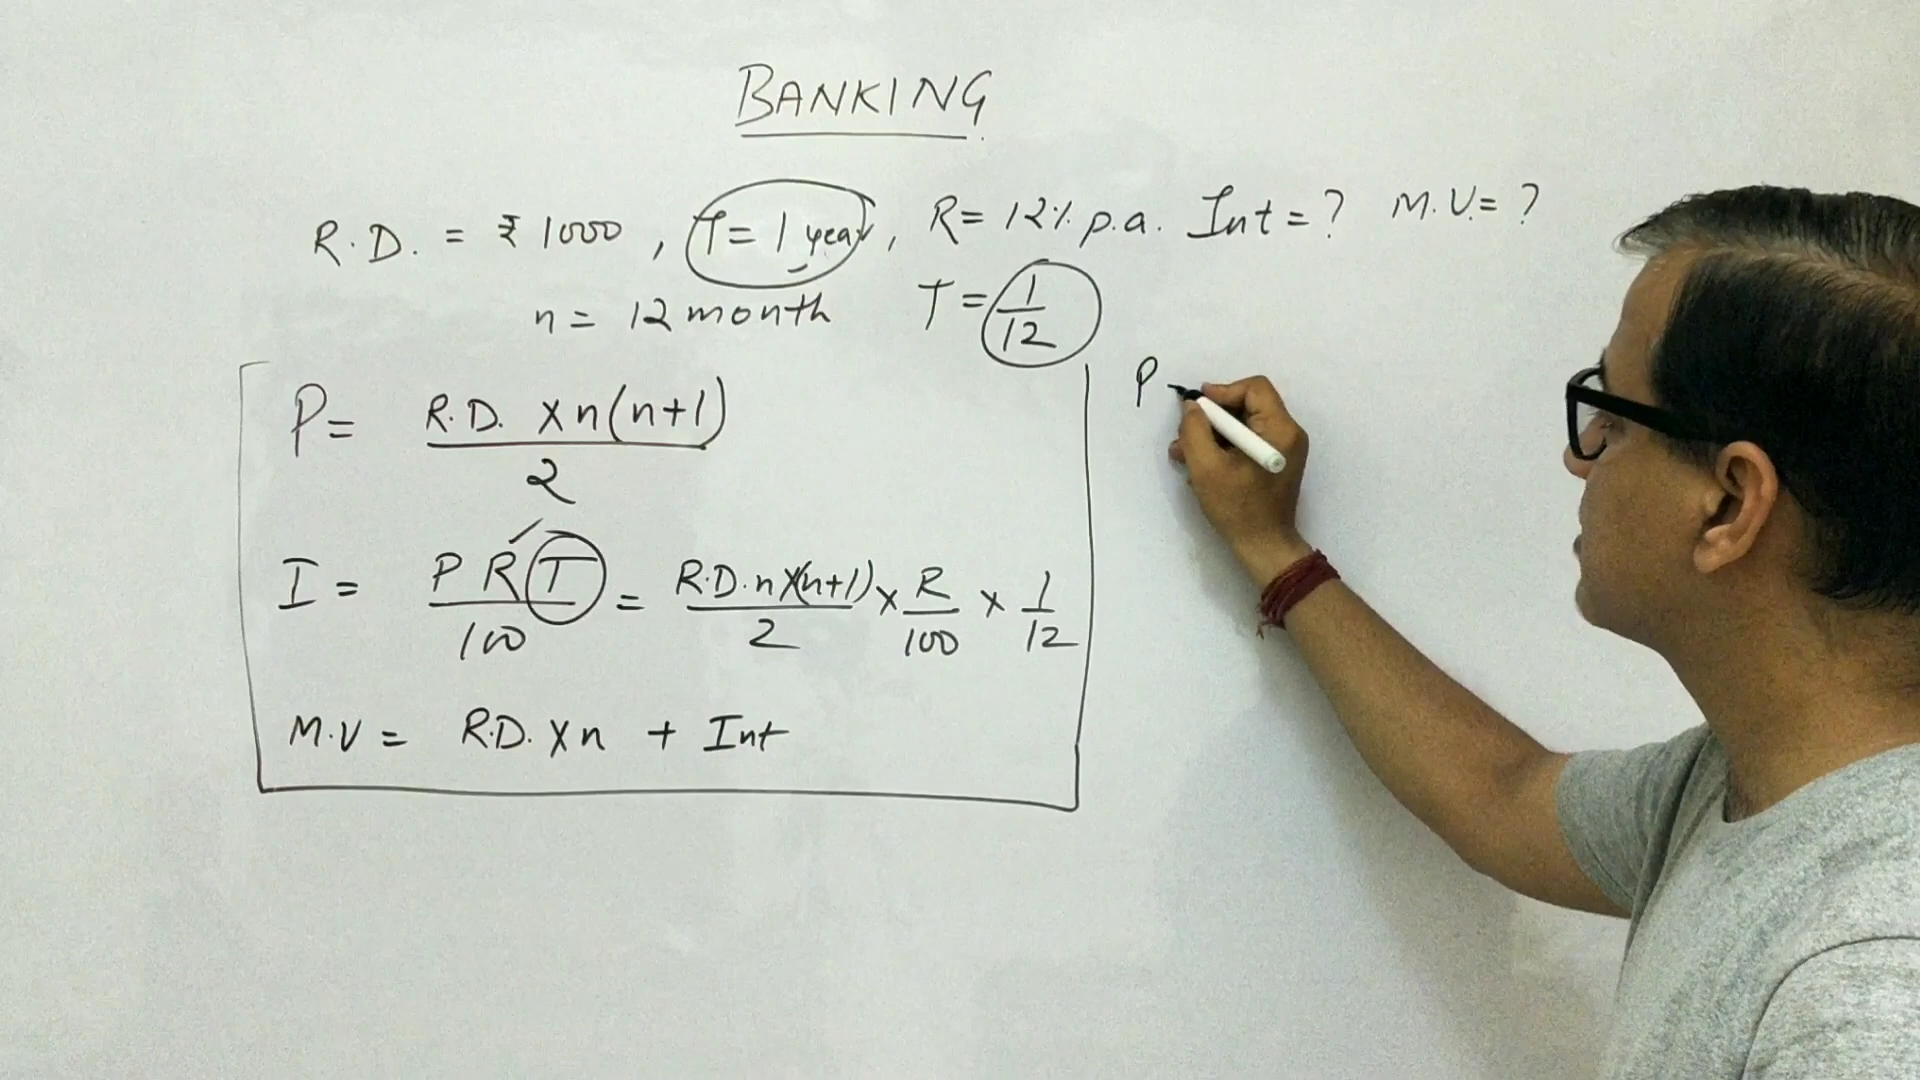 BANKING
R.D. = ₹ 1000, T = 1 year, R = 12% p.a. Int = ? M.V. = ?
n = 12 month T = 1/12
P = R.D. × n(n+1) / 2
P -
I = P R T / 100 = R.D. n × (n+1) / 2 × R / 100 × 1 / 12
M.V = R.D. × n + Int